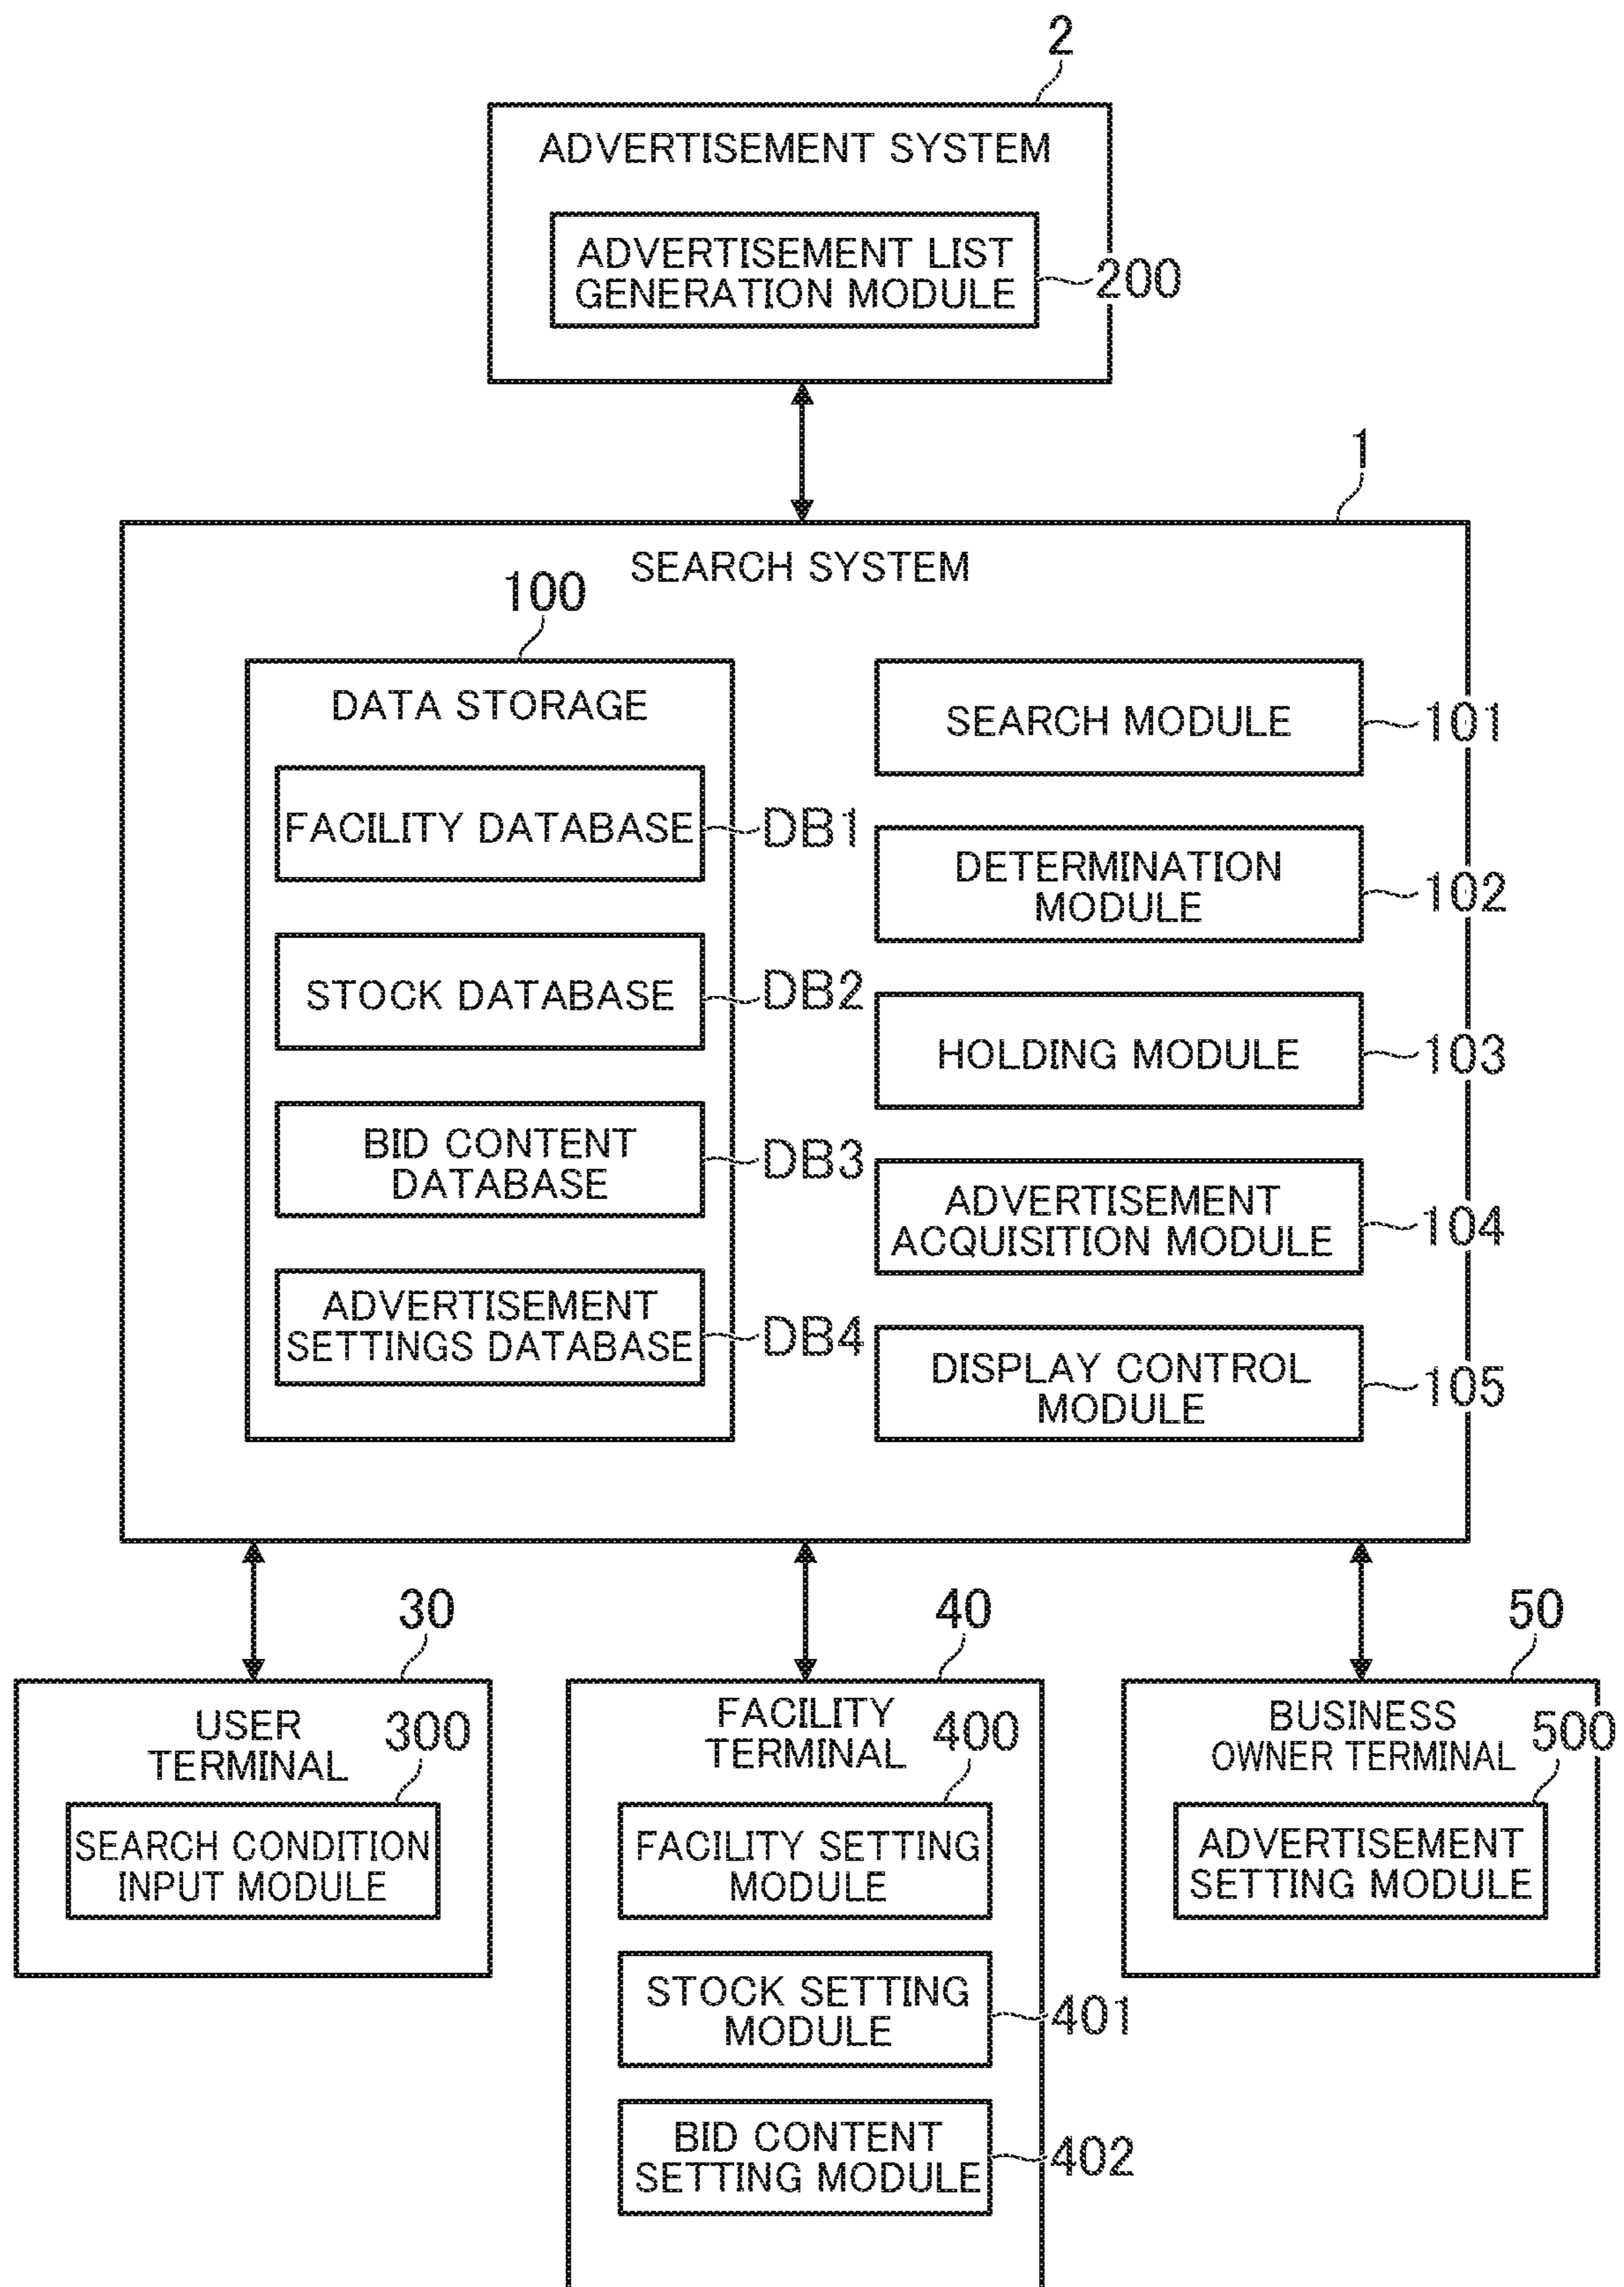 2
ADVERTISEMENT SYSTEM
ADVERTISEMENT LIST
GENERATION MODULE
200
1
SEARCH SYSTEM
100
DATA STORAGE
FACILITY DATABASE
DB1
STOCK DATABASE
DB2
BID CONTENT
DATABASE
DB3
ADVERTISEMENT
SETTINGS DATABASE
DB4
SEARCH MODULE
101
DETERMINATION
MODULE
102
HOLDING MODULE
103
ADVERTISEMENT
ACQUISITION MODULE
104
DISPLAY CONTROL
MODULE
105
30
USER
TERMINAL
300
SEARCH CONDITION
INPUT MODULE
40
FACILITY
TERMINAL
400
FACILITY SETTING
MODULE
STOCK SETTING
MODULE
401
BID CONTENT
SETTING MODULE
402
50
BUSINESS
OWNER TERMINAL
500
ADVERTISEMENT
SETTING MODULE